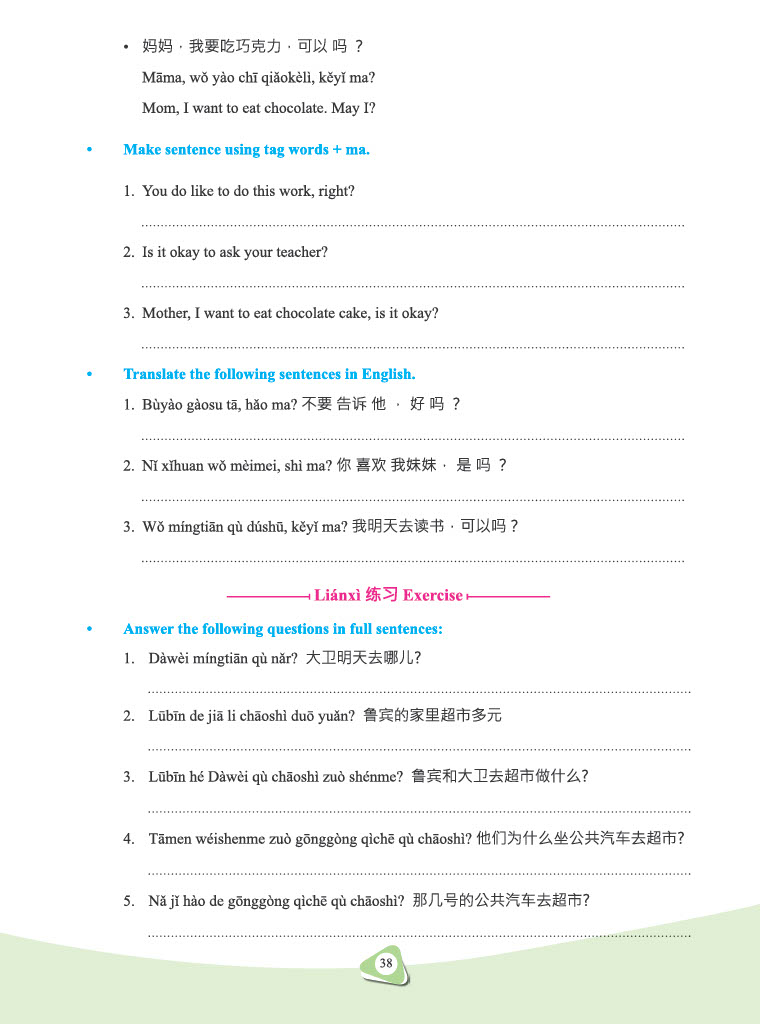 • 妈妈，我要吃巧克力，可以 吗 ？
Māma, wǒ yào chī qiǎokèlì, kěyǐ ma?
Mom, I want to eat chocolate. May I?
• Make sentence using tag words + ma.
1. You do like to do this work, right?
2. Is it okay to ask your teacher?
3. Mother, I want to eat chocolate cake, is it okay?
• Translate the following sentences in English.
1. Bùyào gàosu tā, hǎo ma? 不要 告诉 他 ， 好 吗 ？
2. Nǐ xǐhuan wǒ mèimei, shì ma? 你 喜欢 我妹妹， 是 吗 ？
3. Wǒ míngtiān qù dúshū, kěyǐ ma? 我明天去读书，可以吗？
Liánxì 练习 Exercise
• Answer the following questions in full sentences:
1. Dàwèi míngtiān qù nǎr? 大卫明天去哪儿?
2. Lūbīn de jiā li chāoshì duō yuǎn? 鲁宾的家里超市多元
3. Lūbīn hé Dàwèi qù chāoshì zuò shénme? 鲁宾和大卫去超市做什么?
4. Tāmen wéishenme zuò gōnggòng qìchē qù chāoshì? 他们为什么坐公共汽车去超市?
5. Nǎ jǐ hào de gōnggòng qìchē qù chāoshì? 那几号的公共汽车去超市?
38